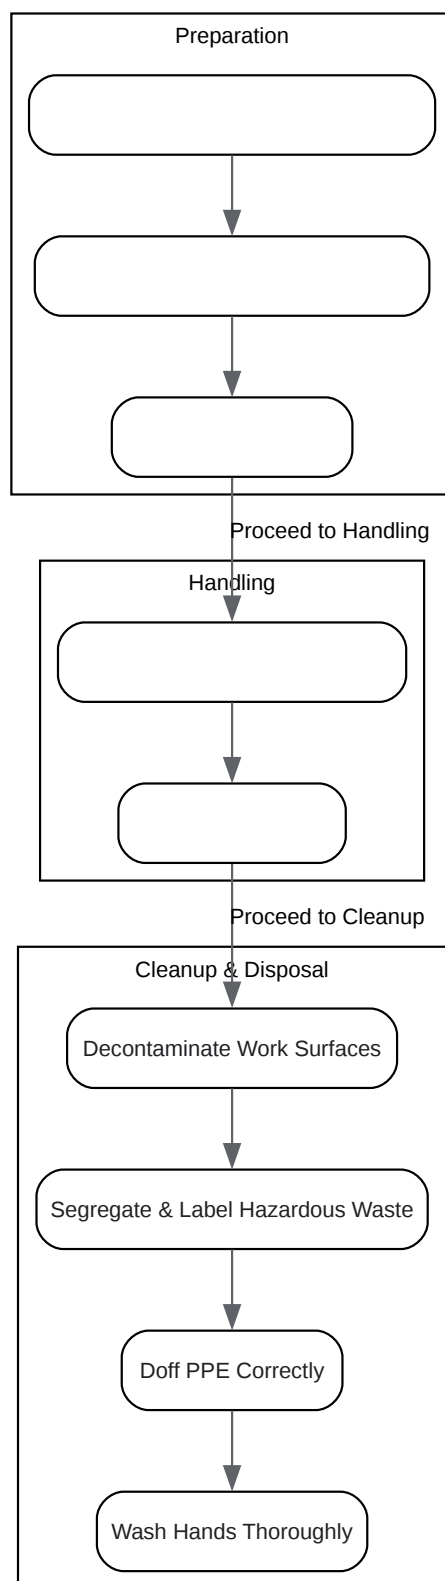 Preparation
Proceed to Handling
Handling
Proceed to Cleanup
Cleanup & Disposal
Decontaminate Work Surfaces
Segregate & Label Hazardous Waste
Doff PPE Correctly
Wash Hands Thoroughly